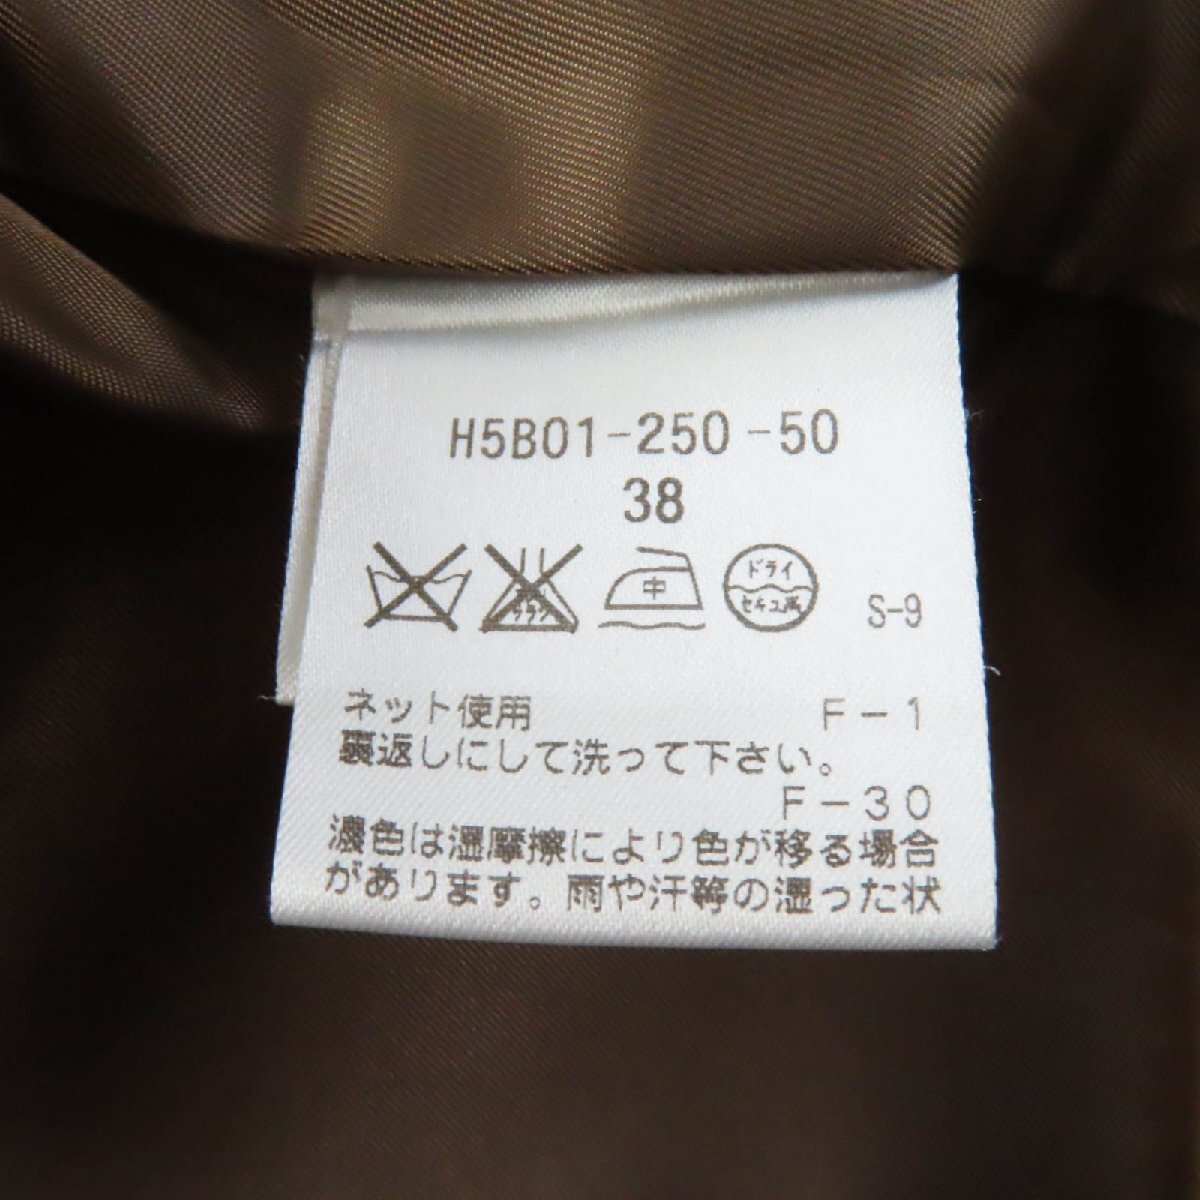 H5B01-250-50
38
中
ドライ
セキユ系
S-9
ネット使用 F-1
裏返しにして洗って下さい。
F-30
濃色は湿摩擦により色が移る場合
があります。雨や汗等の湿った状